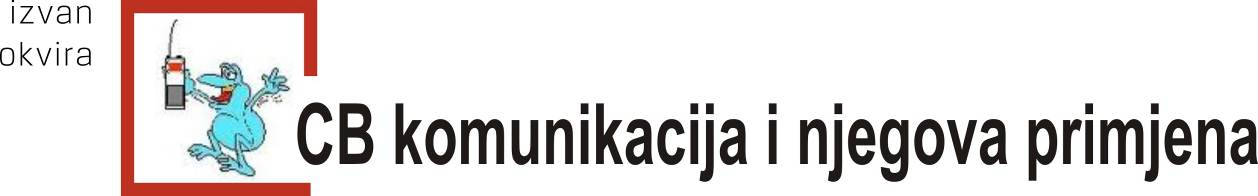 izvan
okvira
CB komunikacija i njegova primjena